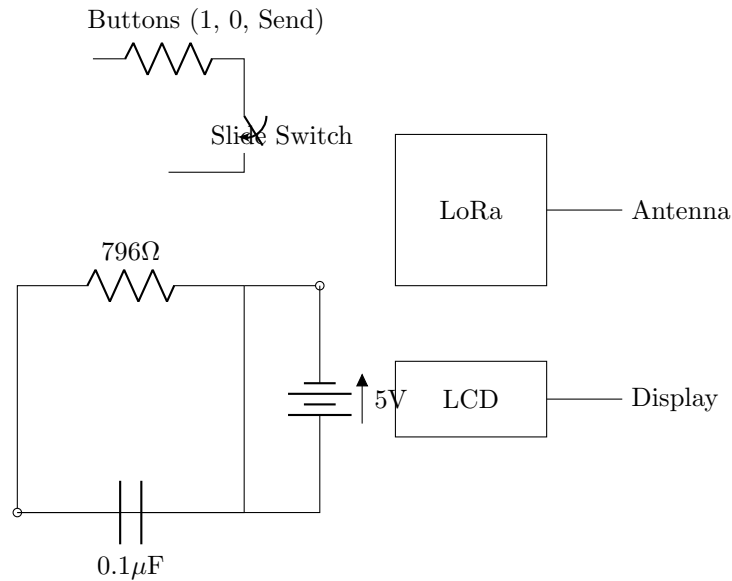 Buttons (1, 0, Send)
Slide Switch
LoRa
Antenna
796Ω
5V
LCD
Display
0.1μF